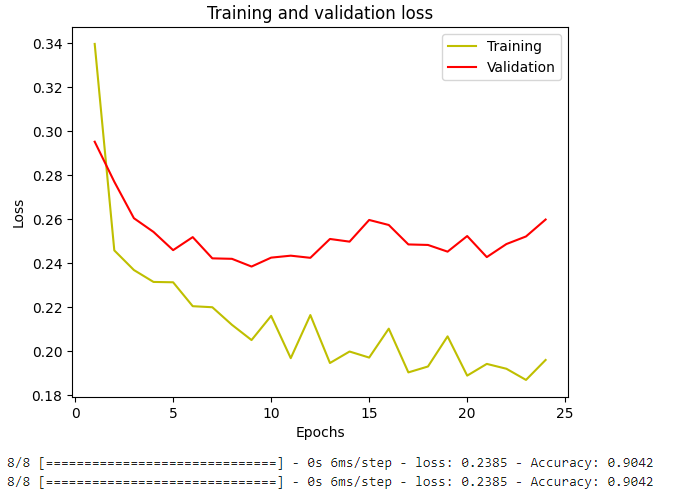 Training and validation loss
Training
Validation
0.34
0.32
0.30
0.28
0.26
0.24
0.22
0.20
0.18
Loss
0 5 10 15 20 25
Epochs
8/8 [==============================] - 0s 6ms/step - loss: 0.2385 - Accuracy: 0.9042
8/8 [==============================] - 0s 6ms/step - loss: 0.2385 - Accuracy: 0.9042